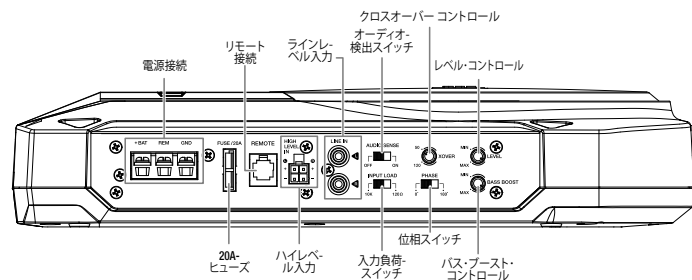 クロスオーバー コントロール
オーディオ-
検出スイッチ
ラインレ-
ベル入力
リモート
接続
電源接続
レベル・コントロール
+BAT
REM
GND
FUSE/20A
REMOTE
HIGH
LEVEL
IN
LINE IN
AUDIO SENSE
OFF
ON
INPUT LOAD
10K
120Ω
50
120
XOVER
PHASE
0°
180°
MIN
MAX
LEVEL
MIN
MAX
BASS BOOST
20A-
ヒューズ
ハイレベ-
ル入力
入力負荷-
スイッチ
位相スイッチ
バス・ブースト・
コントロール